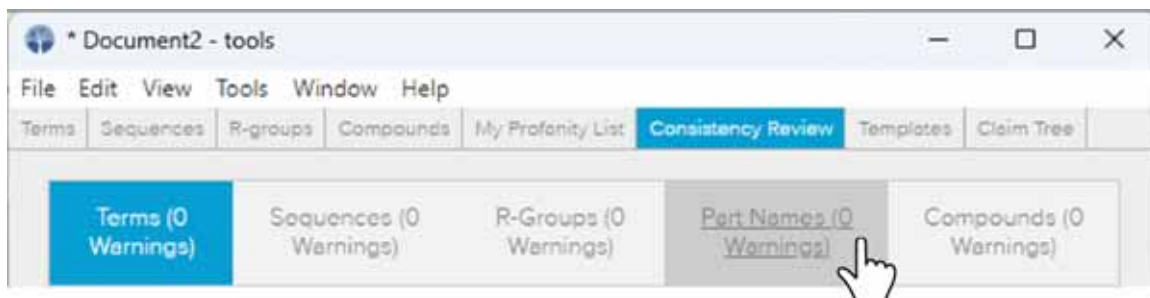 * Document2 - tools
File Edit View Tools Window Help
Terms Sequences R-groups Compounds My Profanity List Consistency Review Templates Claim Tree
Terms (0 Warnings) Sequences (0 Warnings) R-Groups (0 Warnings) Part Names (0 Warnings) Compounds (0 Warnings)